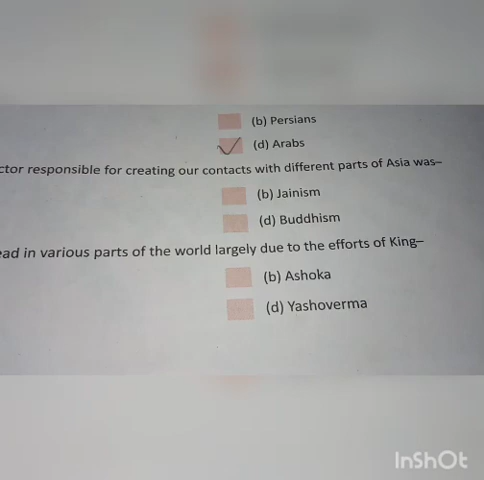 (b) Persians
(d) Arabs
ctor responsible for creating our contacts with different parts of Asia was–
(b) Jainism
(d) Buddhism
ead in various parts of the world largely due to the efforts of King–
(b) Ashoka
(d) Yashoverma
InShOt